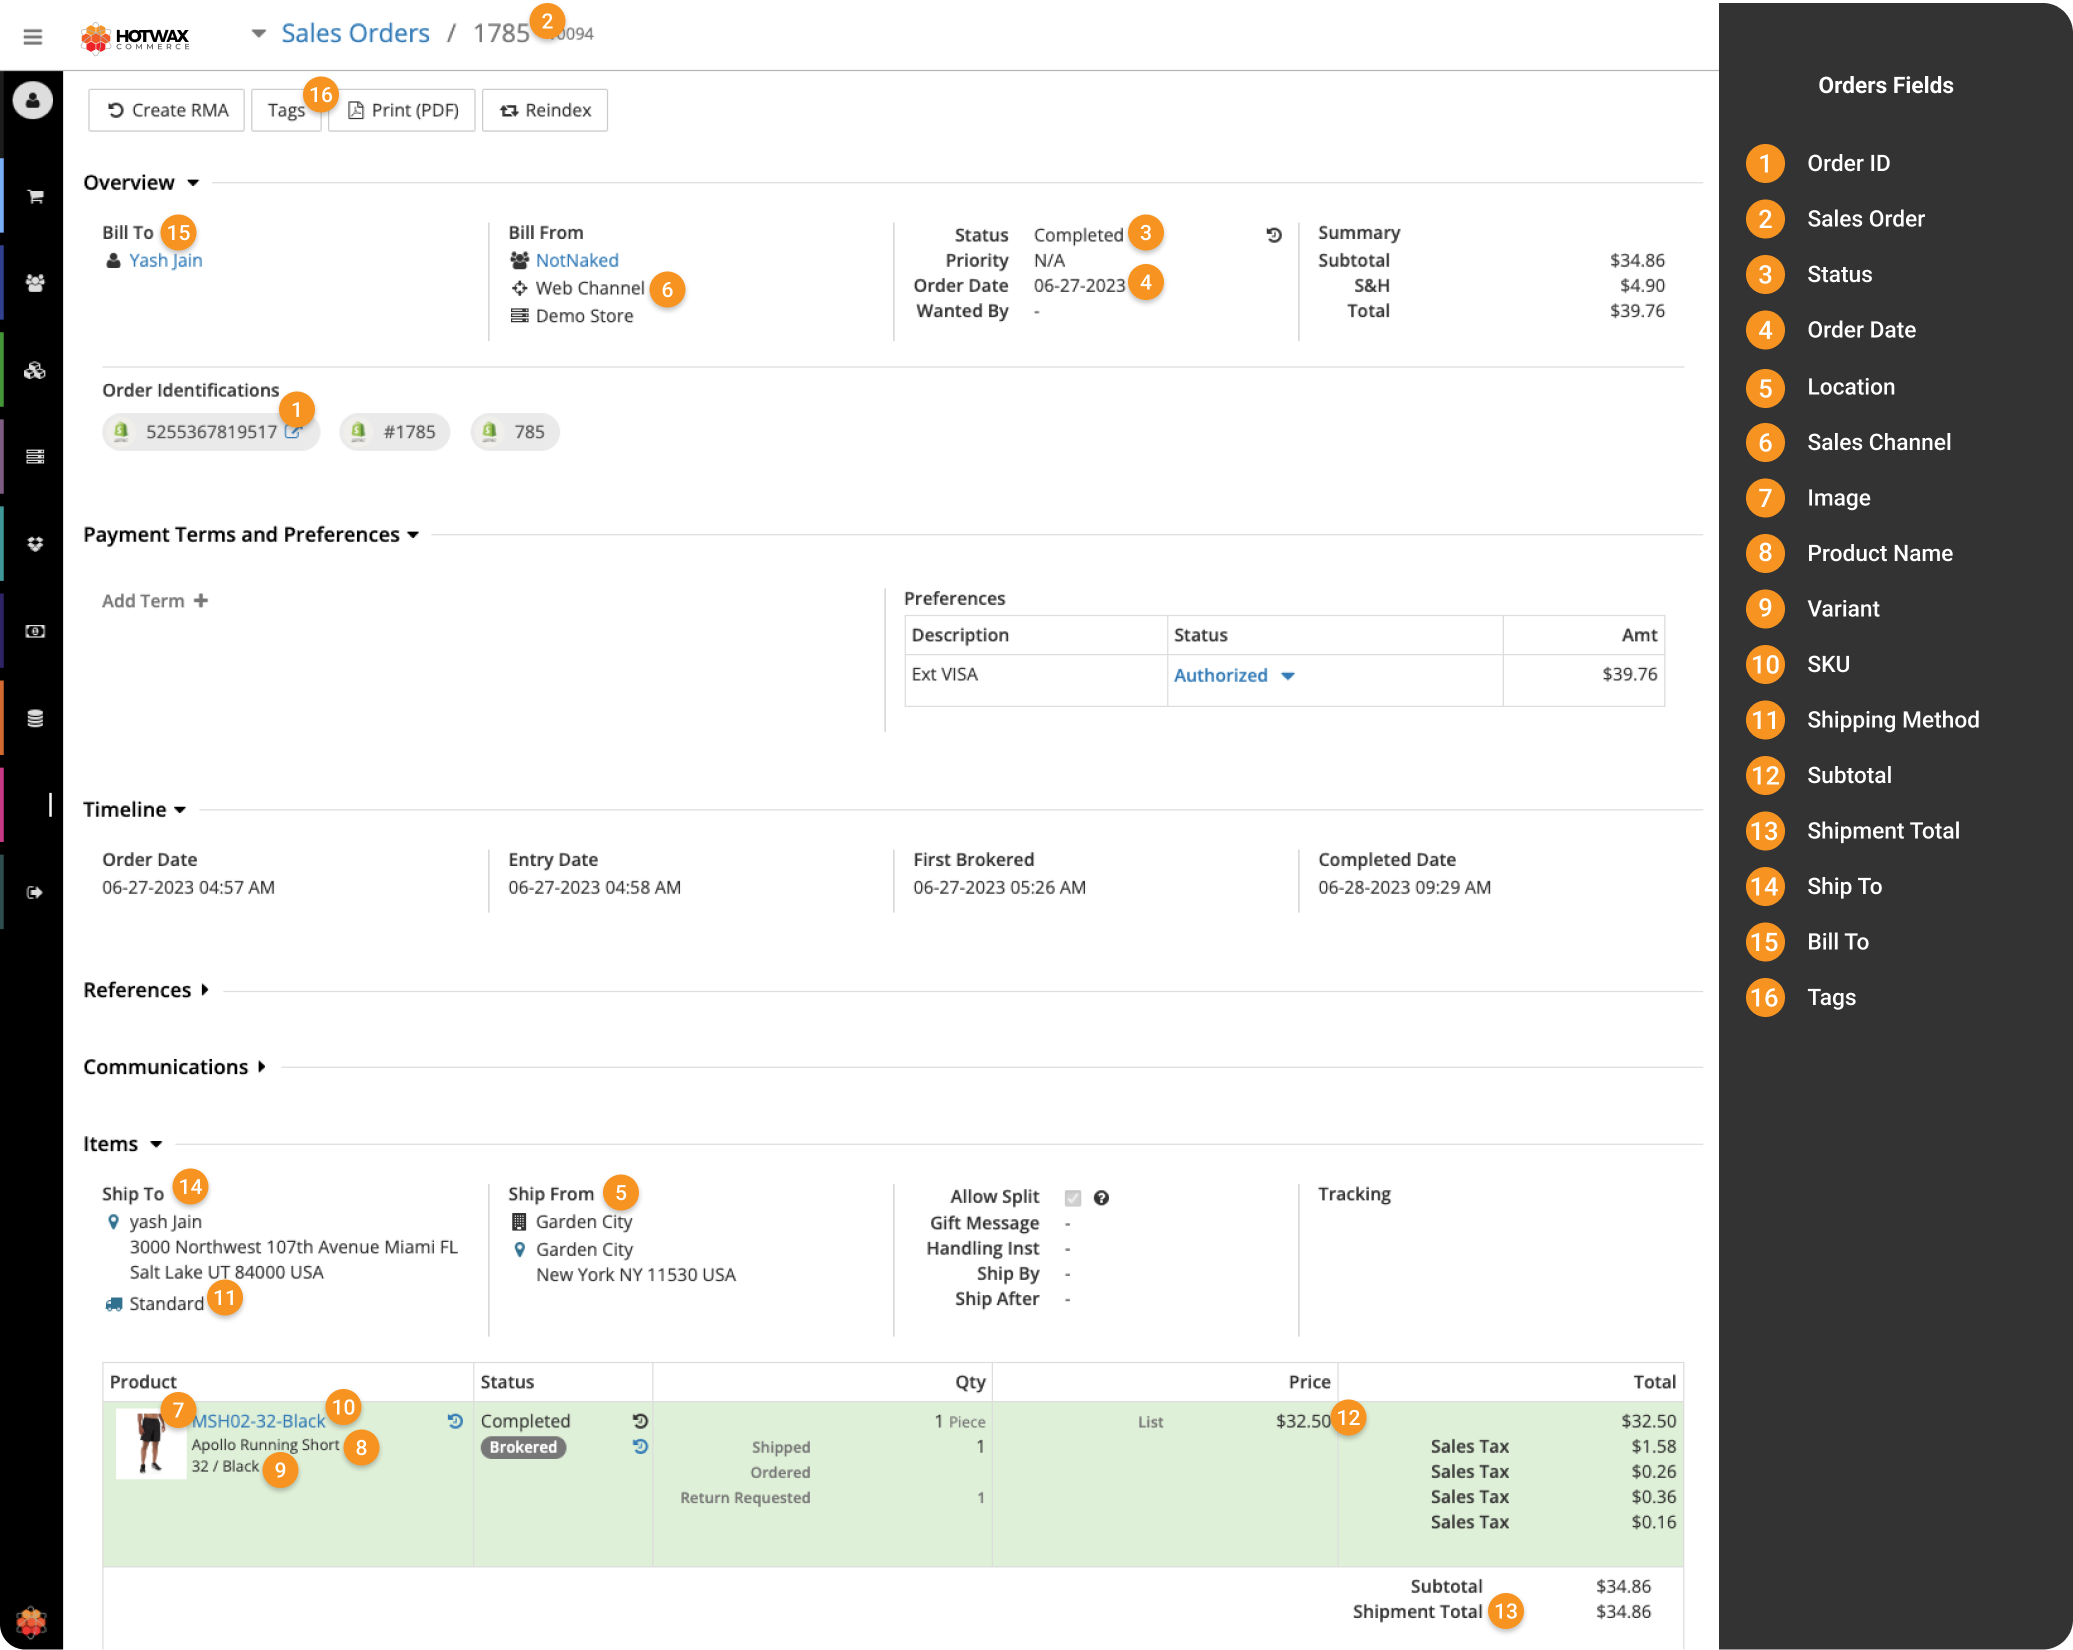 HOTWAX
COMMERCE
Sales Orders / 1785 2 0094
Create RMA Tags 16 Print (PDF) Reindex
Overview
Bill To 15
Yash Jain
Bill From
NotNaked
Web Channel 6
Demo Store
Status Completed 3
Priority N/A
Order Date 06-27-2023 4
Wanted By -
Summary
Subtotal $34.86
S&H $4.90
Total $39.76
Order Identifications
1
5255367819517 #1785 785
Payment Terms and Preferences
Add Term +
Preferences
Description Status Amt
Ext VISA Authorized $39.76
Timeline
Order Date
06-27-2023 04:57 AM
Entry Date
06-27-2023 04:58 AM
First Brokered
06-27-2023 05:26 AM
Completed Date
06-28-2023 09:29 AM
References
Communications
Items
Ship To 14
yash Jain
3000 Northwest 107th Avenue Miami FL
Salt Lake UT 84000 USA
Standard 11
Ship From 5
Garden City
Garden City
New York NY 11530 USA
Allow Split ?
Gift Message -
Handling Inst -
Ship By -
Ship After -
Tracking
Product Status Qty Price Total
7 MSH02-32-Black 10
Apollo Running Short 8
32 / Black 9
Completed
Brokered
1 Piece
Shipped 1
Ordered
Return Requested 1
List $32.50 12
$32.50
Sales Tax $1.58
Sales Tax $0.26
Sales Tax $0.36
Sales Tax $0.16
Subtotal $34.86
Shipment Total 13 $34.86
Orders Fields
1 Order ID
2 Sales Order
3 Status
4 Order Date
5 Location
6 Sales Channel
7 Image
8 Product Name
9 Variant
10 SKU
11 Shipping Method
12 Subtotal
13 Shipment Total
14 Ship To
15 Bill To
16 Tags